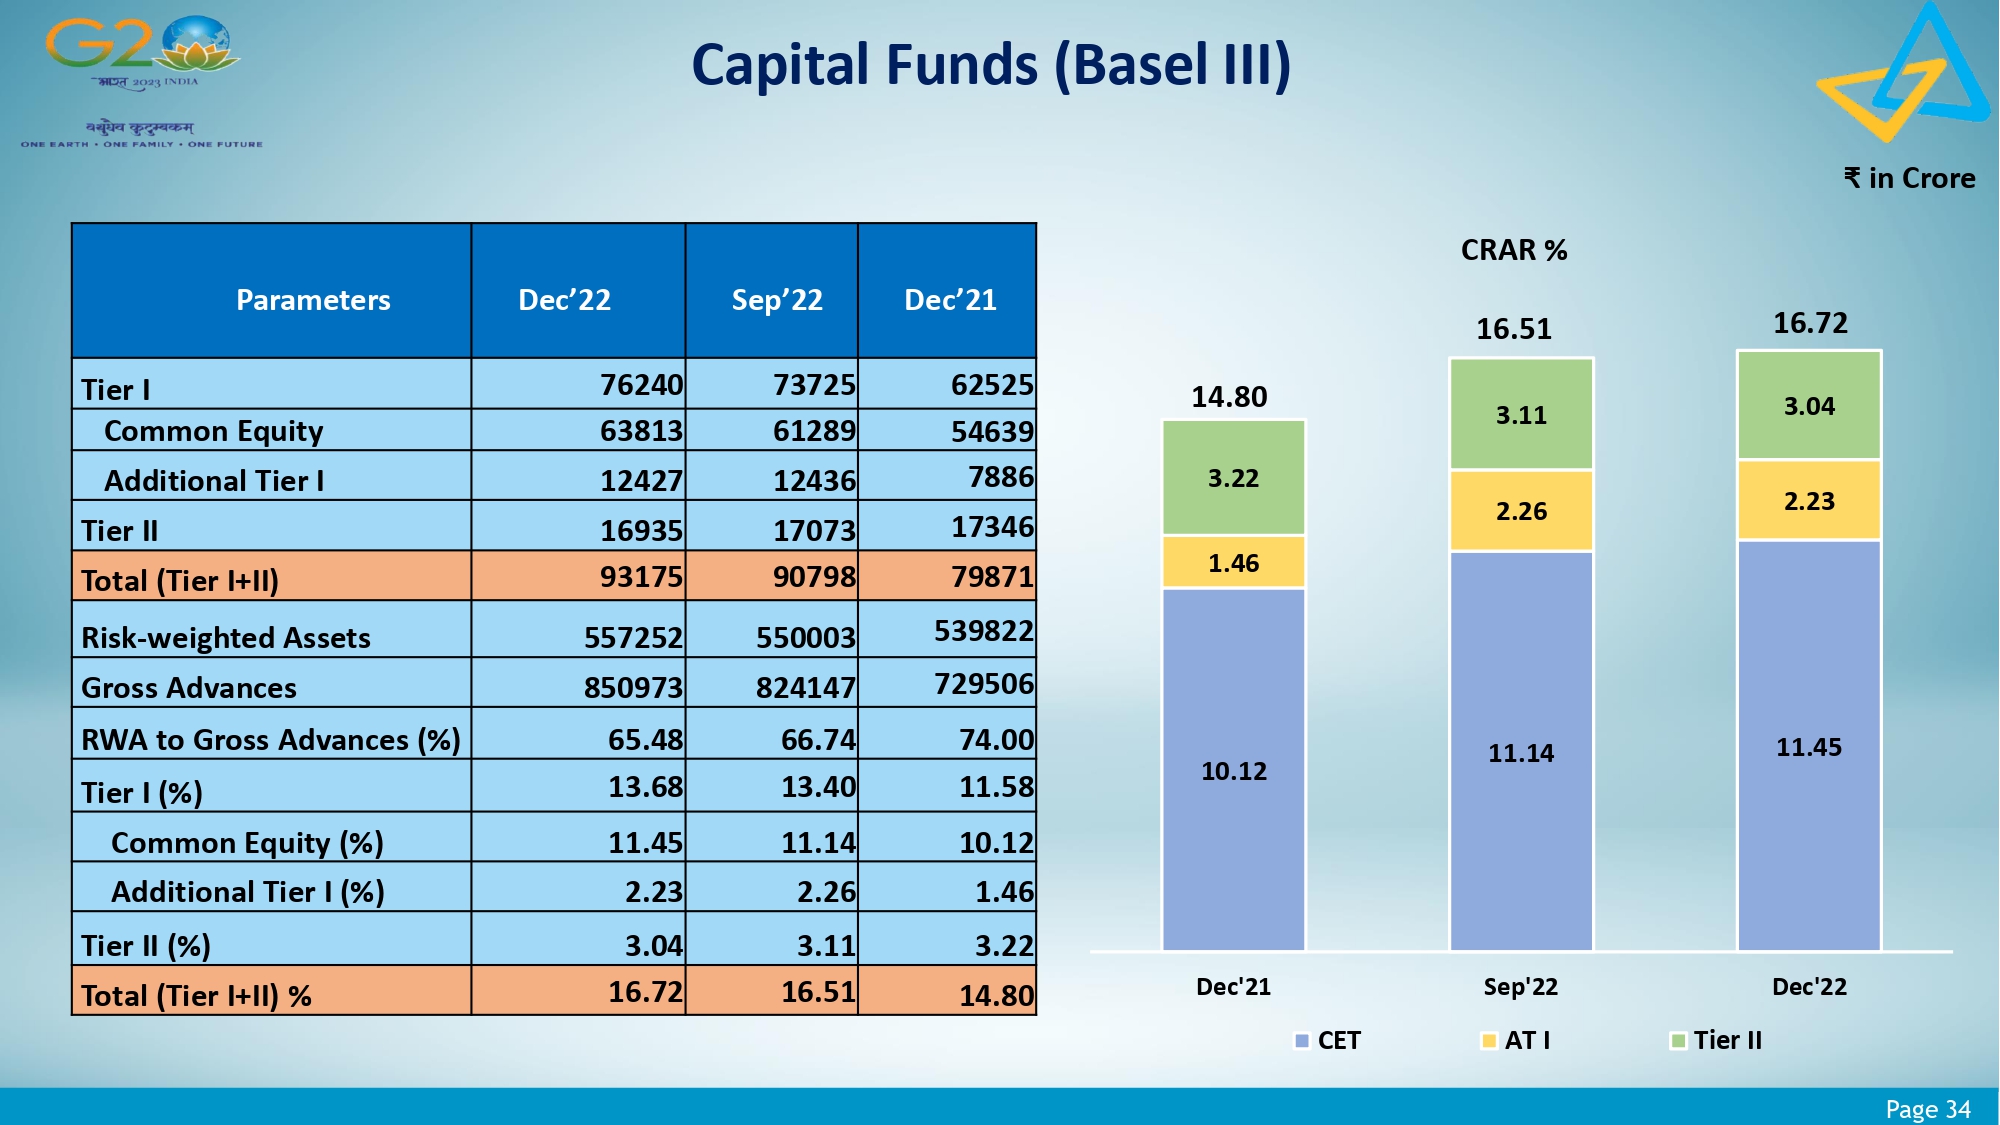 G20
भारत 2023 INDIA
वसुधैव कुटुम्बकम्
ONE EARTH • ONE FAMILY • ONE FUTURE
Capital Funds (Basel III)
₹ in Crore
Parameters Dec’22 Sep’22 Dec’21
Tier I 76240 73725 62525
Common Equity 63813 61289 54639
Additional Tier I 12427 12436 7886
Tier II 16935 17073 17346
Total (Tier I+II) 93175 90798 79871
Risk-weighted Assets 557252 550003 539822
Gross Advances 850973 824147 729506
RWA to Gross Advances (%) 65.48 66.74 74.00
Tier I (%) 13.68 13.40 11.58
Common Equity (%) 11.45 11.14 10.12
Additional Tier I (%) 2.23 2.26 1.46
Tier II (%) 3.04 3.11 3.22
Total (Tier I+II) % 16.72 16.51 14.80
CRAR %
14.80 16.51 16.72
3.22 3.11 3.04
1.46 2.26 2.23
10.12 11.14 11.45
Dec'21 Sep'22 Dec'22
CET AT I Tier II
Page 34